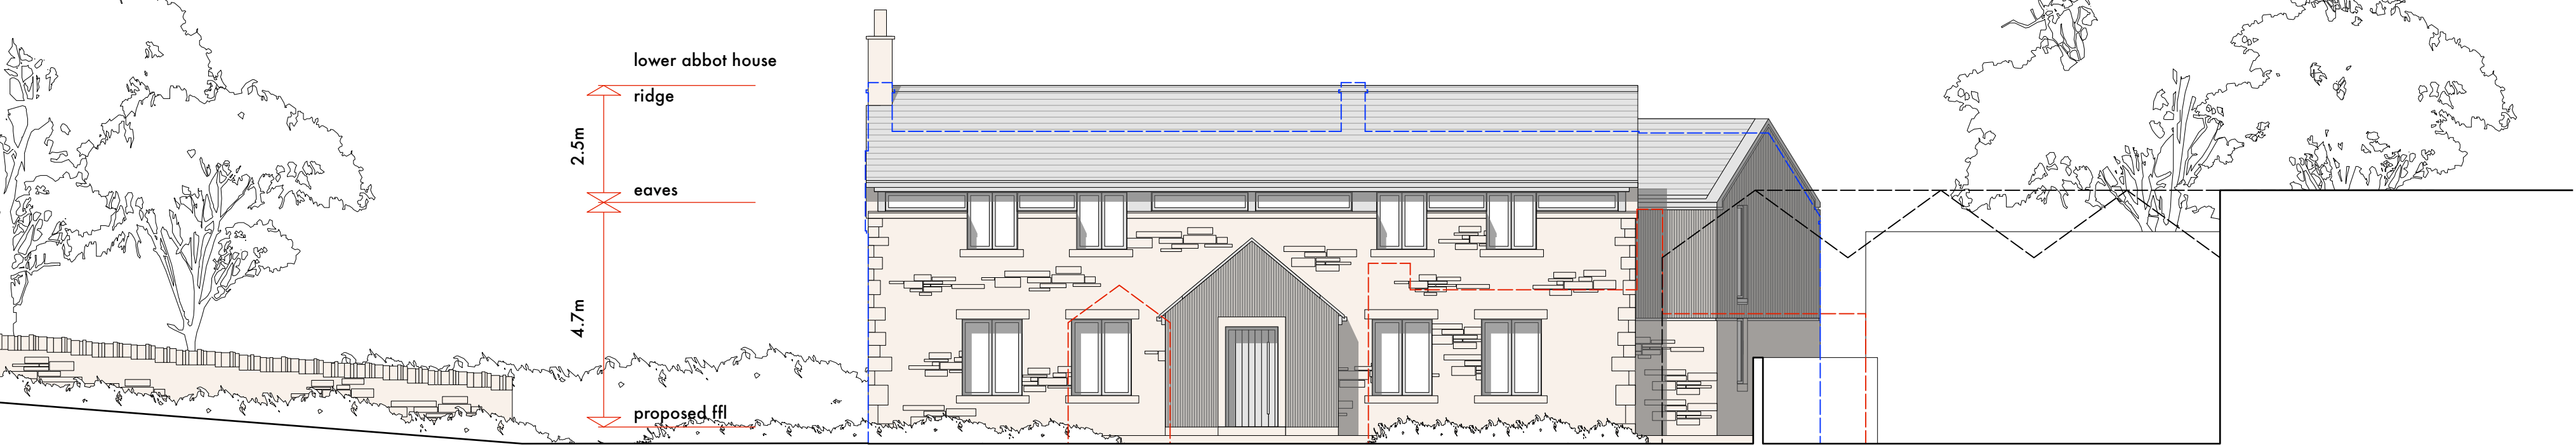 lower abbot house
ridge
2.5m
eaves
4.7m
proposed ffl